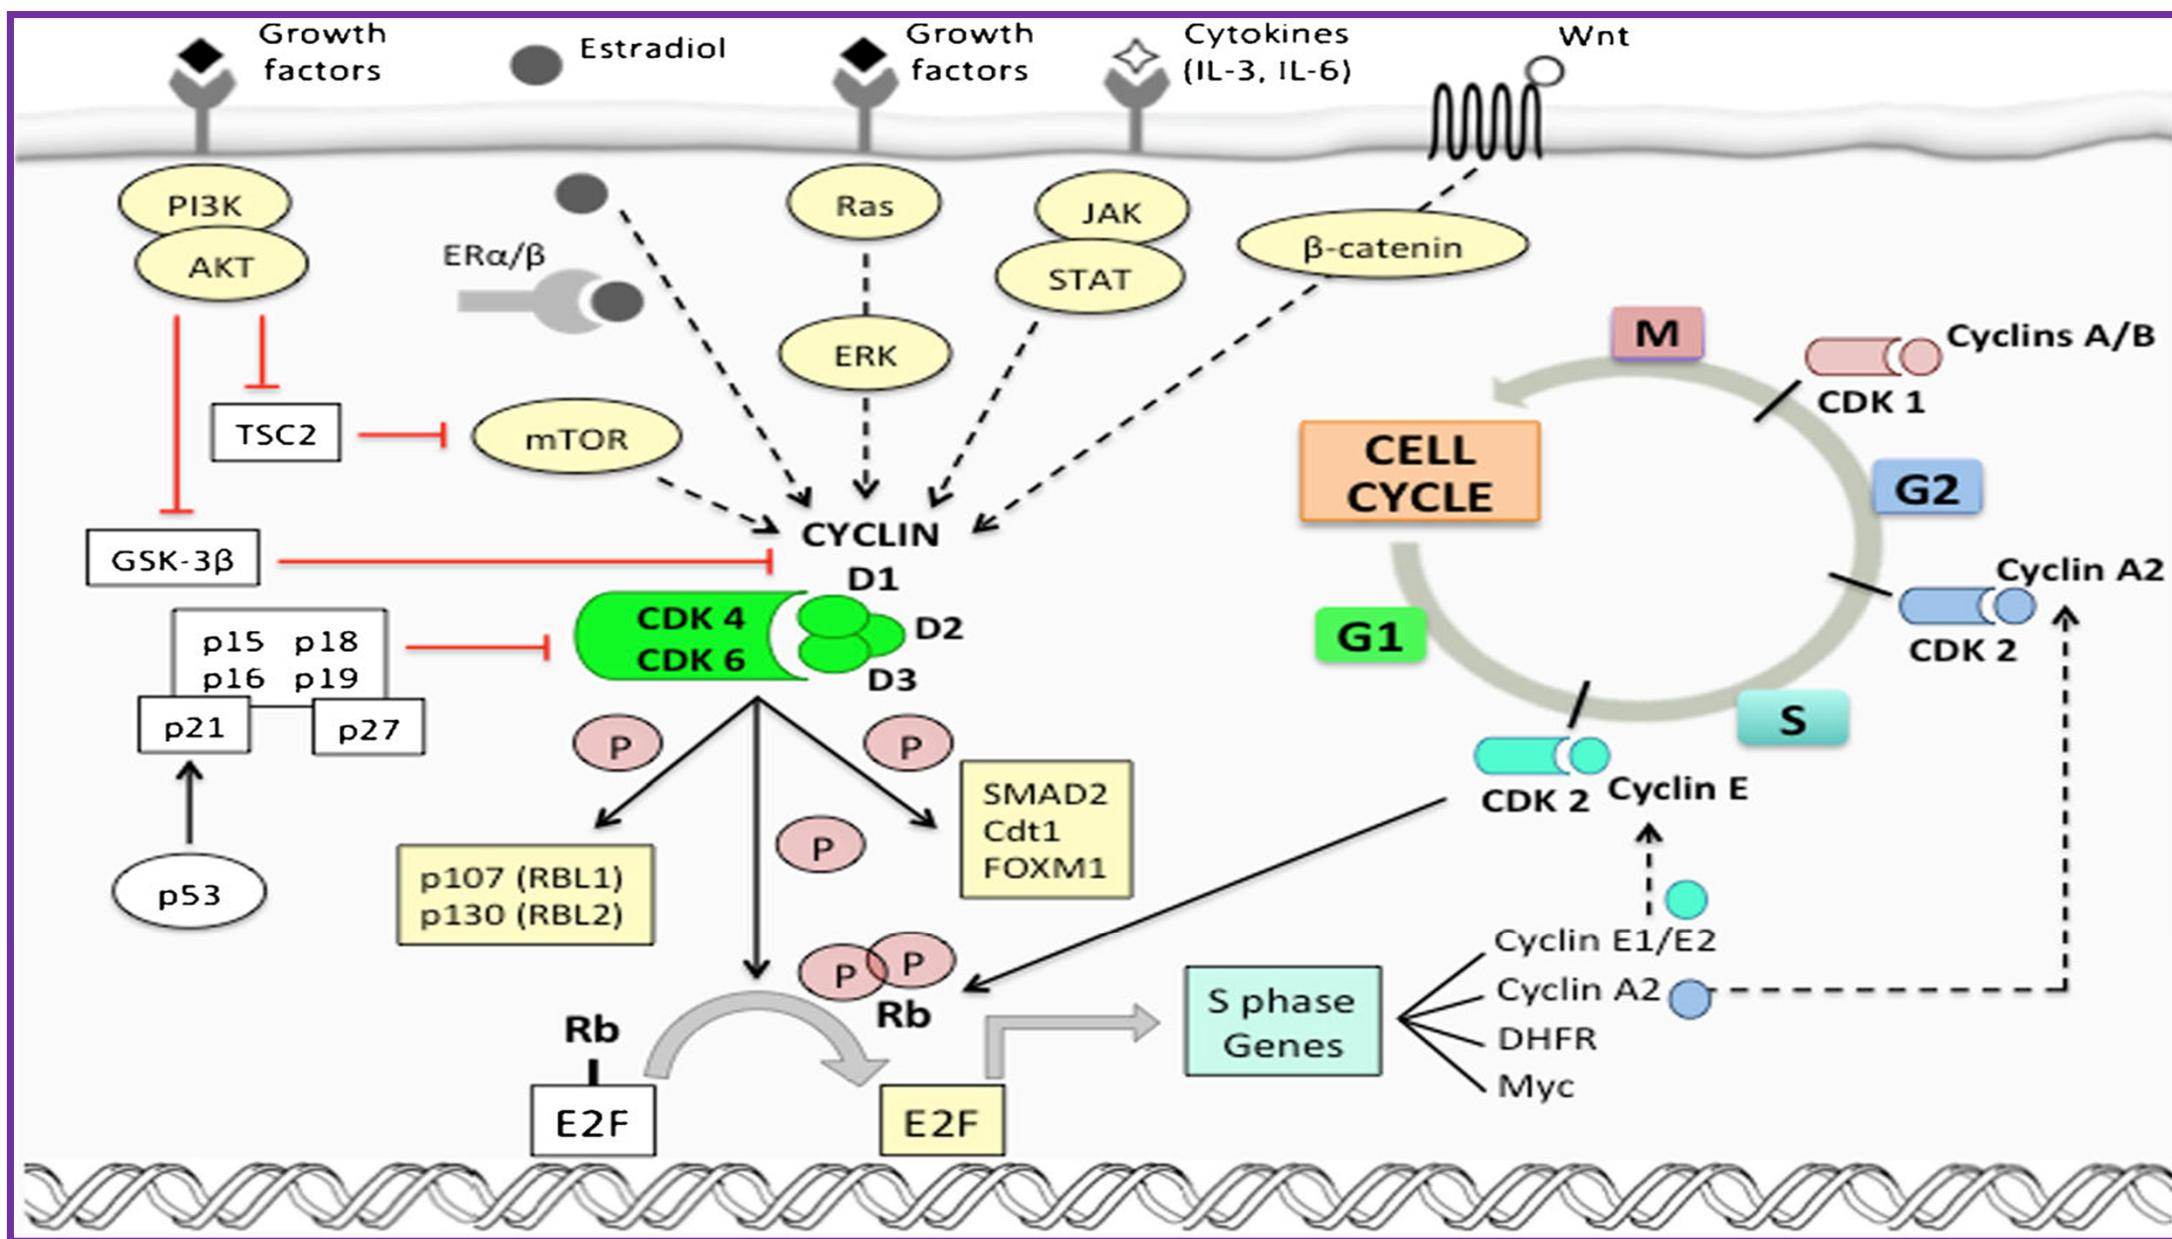 Growth
factors
Estradiol
Growth
factors
Cytokines
(IL-3, IL-6)
Wnt
PI3K
AKT
ERα/β
Ras
ERK
JAK
STAT
β-catenin
TSC2
mTOR
GSK-3β
CYCLIN
D1
D2
D3
CDK 4
CDK 6
p15 p18
p16 p19
p21
p27
p53
P
P
P
p107 (RBL1)
p130 (RBL2)
SMAD2
Cdt1
FOXM1
P
P
Rb
Rb
E2F
E2F
S phase
Genes
Cyclin E1/E2
Cyclin A2
DHFR
Myc
CELL
CYCLE
M
Cyclins A/B
CDK 1
G2
Cyclin A2
CDK 2
G1
S
CDK 2
Cyclin E